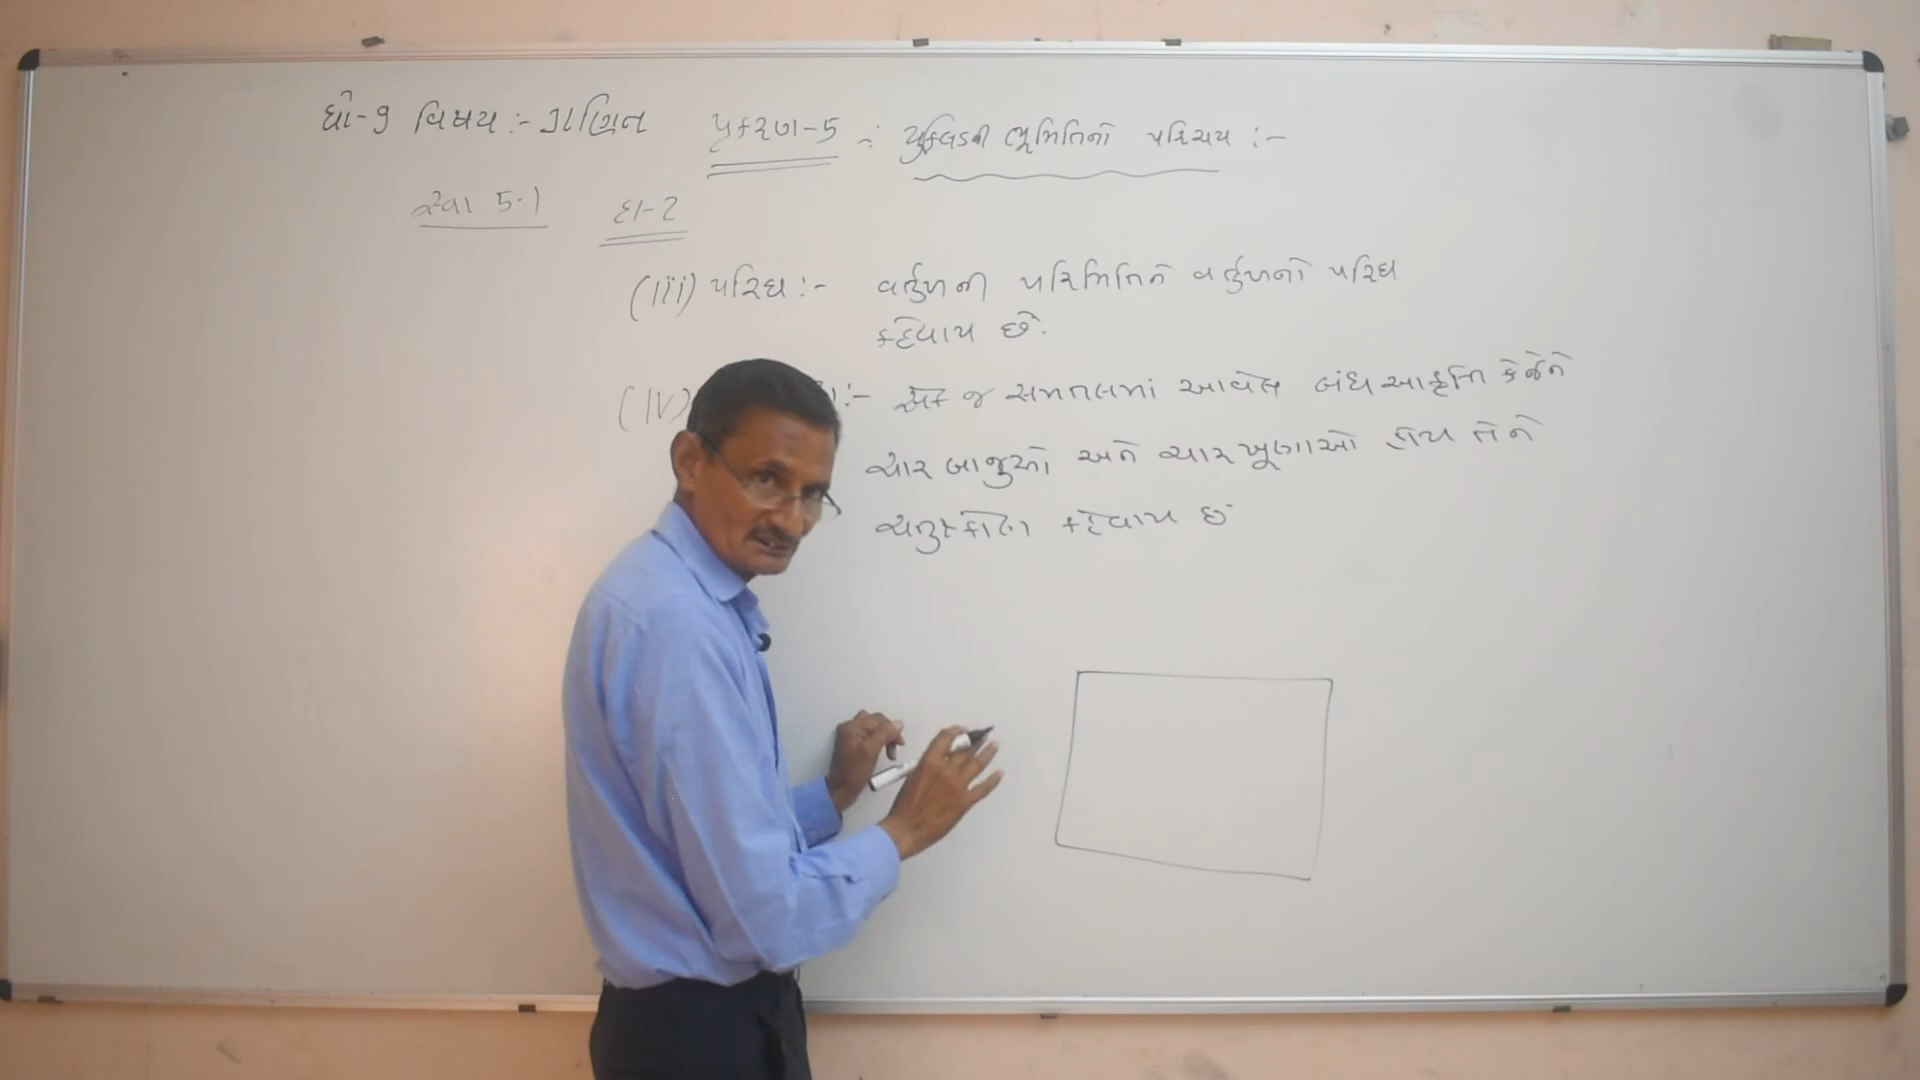 ધો-9 વિષય :- ગણિત પ્રકરણ-5 :- યુક્લિડની ભૂમિતિનો પરિચય :-
સ્વા 5.1 દા-2
(iii) પરિઘ :- વર્તુળની પરિમિતિને વર્તુળનો પરિઘ
કહેવાય છે.
(iv) :- એક જ સમતલમાં આવેલ બંધ આકૃતિ કે જેને
ચાર બાજુઓ અને ચાર ખૂણાઓ હોય તેને
ચતુષ્કોણ કહેવાય છે